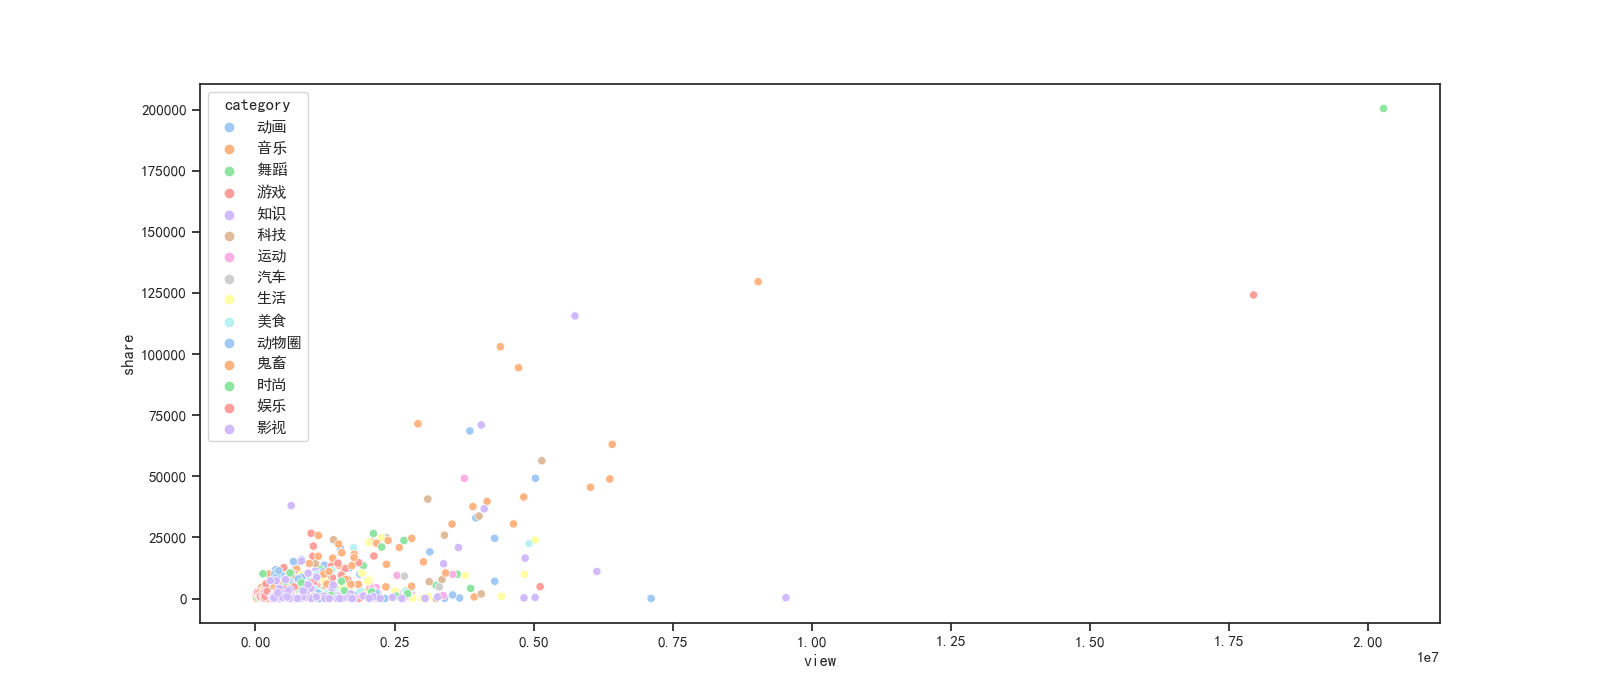 category
动画
音乐
舞蹈
游戏
知识
科技
运动
汽车
生活
美食
动物圈
鬼畜
时尚
娱乐
影视
200000
175000
150000
125000
100000
75000
50000
25000
0
share
0.00 0.25 0.50 0.75 1.00 1.25 1.50 1.75 2.00
1e7
view